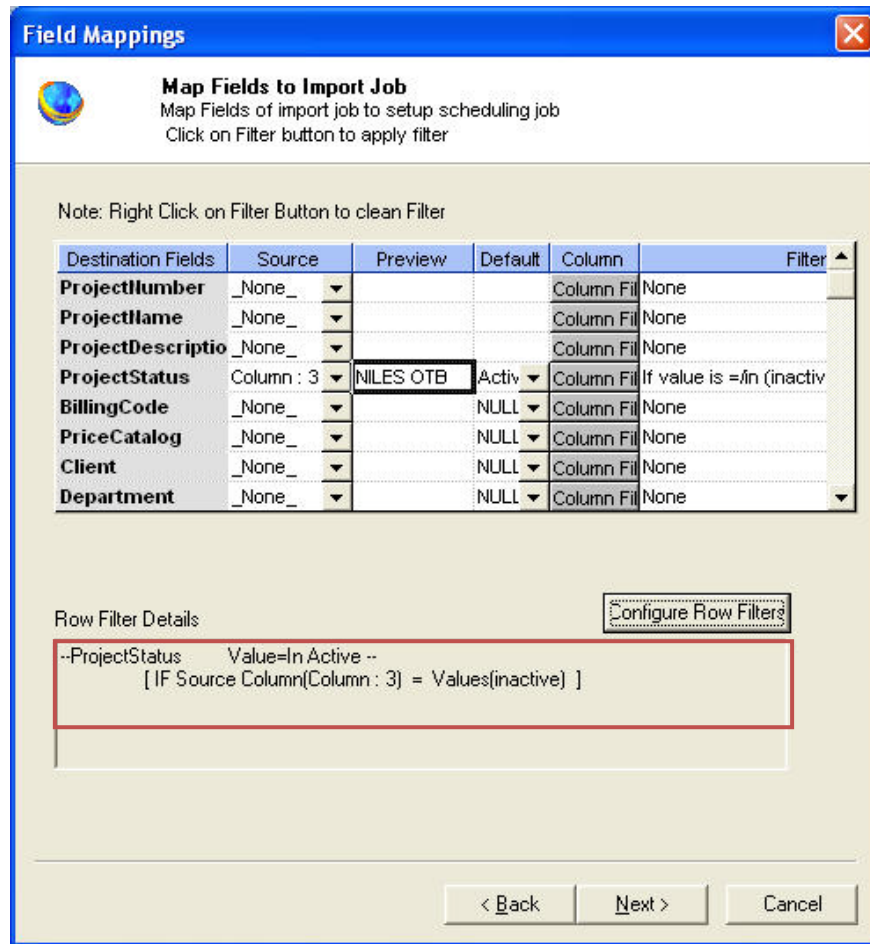 Field Mappings
Map Fields to Import Job
Map Fields of import job to setup scheduling job
Click on Filter button to apply filter
Note: Right Click on Filter Button to clean Filter
Destination Fields Source Preview Default Column Filter
ProjectNumber _None_ Column Fil None
ProjectName _None_ Column Fil None
ProjectDescriptio _None_ Column Fil None
ProjectStatus Column : 3 NILES OTB Activ Column Fil If value is =/in (inactiv
BillingCode _None_ NULL Column Fil None
PriceCatalog _None_ NULL Column Fil None
Client _None_ NULL Column Fil None
Department _None_ NULL Column Fil None
Configure Row Filters
Row Filter Details
--ProjectStatus Value=In Active --
[ IF Source Column(Column : 3) = Values(inactive) ]
< Back Next > Cancel